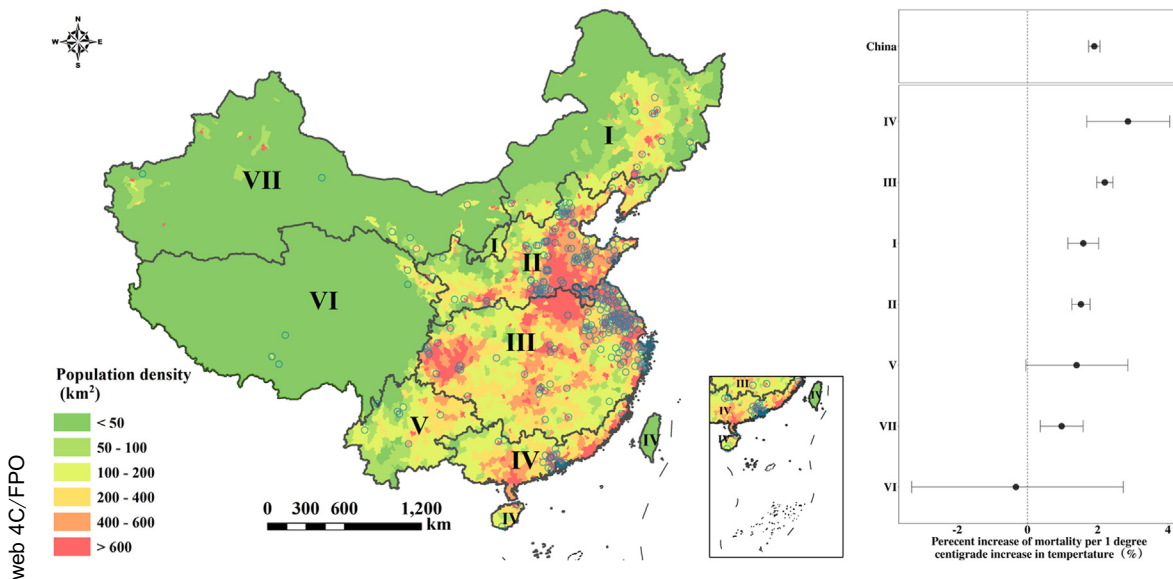 N
W E
S
I
VII
I
II
VI
III
V
IV
IV
IV
Population density
(km²)
< 50
50 - 100
100 - 200
200 - 400
400 - 600
> 600
0 300 600 1,200
km
III
IV
IV
IV
web 4C/FPO
China
IV
III
I
II
V
VII
VI
-2 0 2 4
Percent increase of mortality per 1 degree
centigrade increase in tempertature (%)